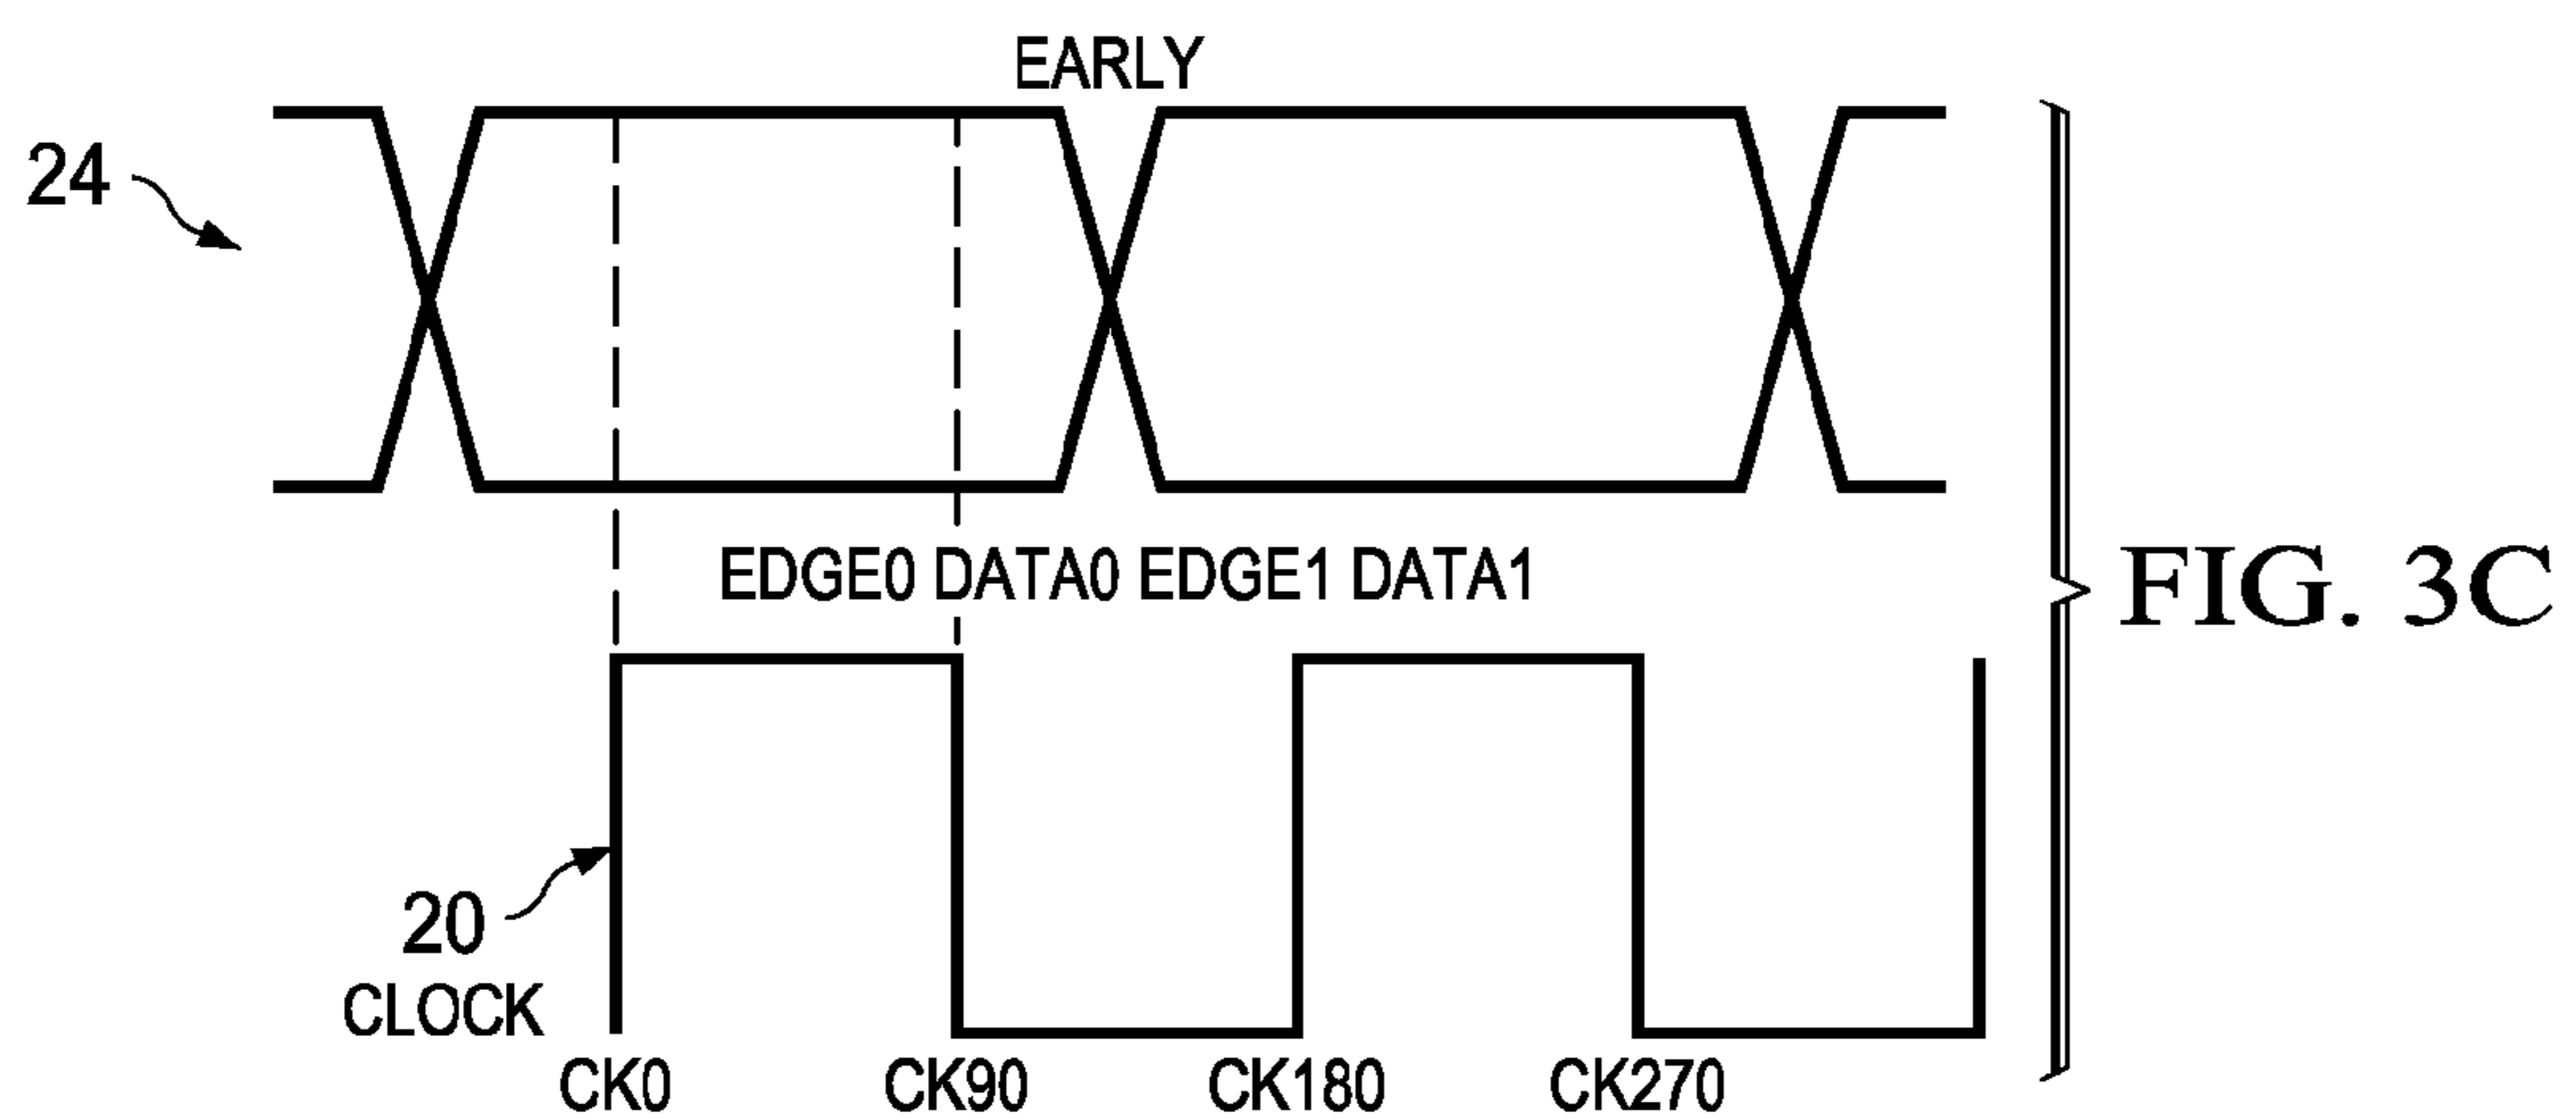 EARLY
24
EDGE0 DATA0 EDGE1 DATA1
FIG. 3C
20
CLOCK
CK0 CK90 CK180 CK270